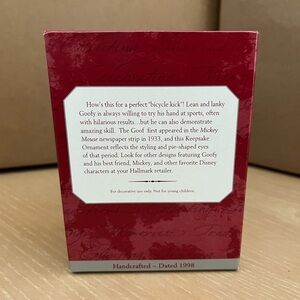 How's this for a perfect "bicycle kick"! Lean and lanky
Goofy is always willing to try his hand at sports, often
with hilarious results...but he can also demonstrate
amazing skill. The Goof first appeared in the Mickey
Mouse newspaper strip in 1933, and this Keepsake
Ornament reflects the styling and pie-shaped eyes
of that period. Look for other designs featuring Goofy
and his best friend, Mickey, and other favorite Disney
characters at your Hallmark retailer.
For decorative use only. Not for young children.
Handcrafted – Dated 1998